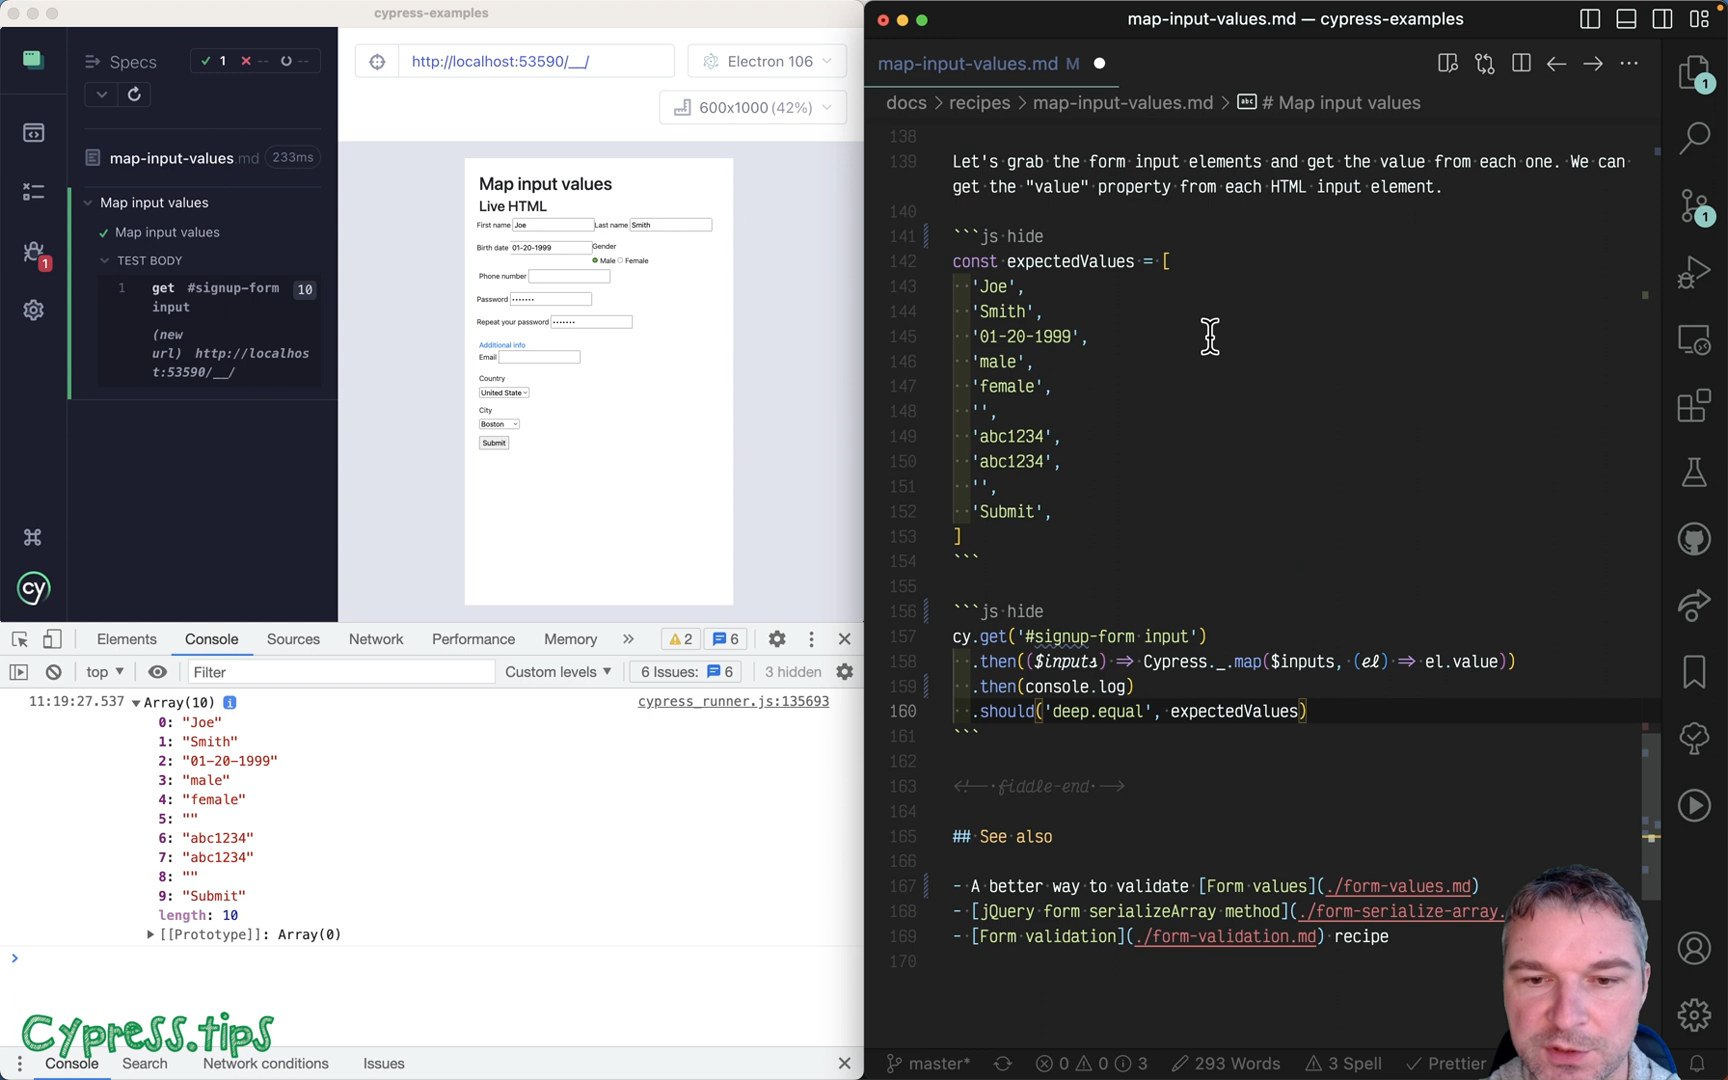 cypress-examples
Specs
1
--
--
map-input-values.md
233ms
Map input values
Map input values
TEST BODY
1 get #signup-form input
10
(new url) http://localhost:53590/__/
1
cy
http://localhost:53590/__/
Electron 106
600x1000 (42%)
Map input values
Live HTML
First name
Joe
Last name
Smith
Birth date
01-20-1999
Gender
Male
Female
Phone number
Password
•••••••
Repeat your password
•••••••
Additional info
Email
Country
United State
City
Boston
Submit
Elements
Console
Sources
Network
Performance
Memory
»
2
6
top
Filter
Custom levels
6 Issues:
6
3 hidden
11:19:27.537
Array(10)
cypress_runner.js:135693
0: "Joe"
1: "Smith"
2: "01-20-1999"
3: "male"
4: "female"
5: ""
6: "abc1234"
7: "abc1234"
8: ""
9: "Submit"
length: 10
[[Prototype]]: Array(0)
>
Cypress.tips
Console
Search
Network conditions
Issues
map-input-values.md — cypress-examples
map-input-values.md M
docs > recipes > map-input-values.md > # Map input values
138
139 Let's grab the form input elements and get the value from each one. We can
get the "value" property from each HTML input element.
140
141 ```js hide
142 const expectedValues = [
143 'Joe',
144 'Smith',
145 '01-20-1999',
146 'male',
147 'female',
148 '',
149 'abc1234',
150 'abc1234',
151 '',
152 'Submit',
153 ]
154 ```
155
156 ```js hide
157 cy.get('#signup-form input')
158 .then(($inputs) => Cypress._.map($inputs, (el) => el.value))
159 .then(console.log)
160 .should('deep.equal', expectedValues)
161 ```
162
163 <!-- fiddle-end -->
164
165 ## See also
166
167 - A better way to validate [Form values](./form-values.md)
168 - [jQuery form serializeArray method](./form-serialize-array.
169 - [Form validation](./form-validation.md) recipe
170
1
1
master*
0
0
3
293 Words
3 Spell
Prettier